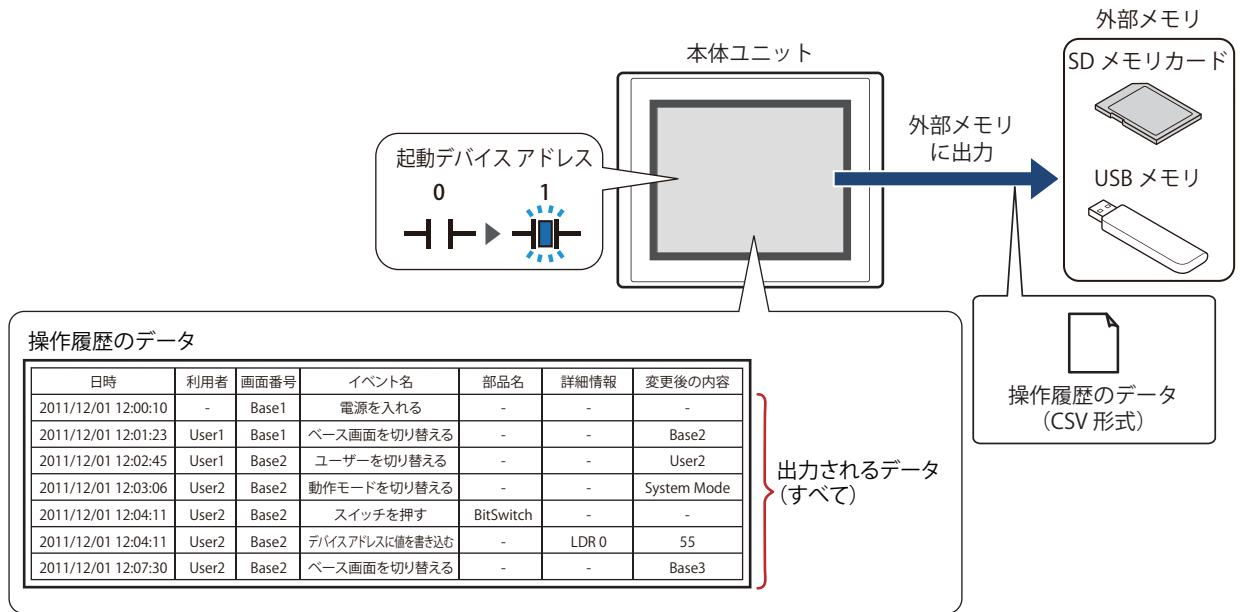 外部メモリ
本体ユニット
SD メモリカード
外部メモリ
に出力
USB メモリ
起動デバイス アドレス
0 1
操作履歴のデータ
(CSV 形式)
操作履歴のデータ
日時 利用者 画面番号 イベント名 部品名 詳細情報 変更後の内容
2011/12/01 12:00:10 - Base1 電源を入れる - - -
2011/12/01 12:01:23 User1 Base1 ベース画面を切り替える - - Base2
2011/12/01 12:02:45 User1 Base2 ユーザーを切り替える - - User2
2011/12/01 12:03:06 User2 Base2 動作モードを切り替える - - System Mode
2011/12/01 12:04:11 User2 Base2 スイッチを押す BitSwitch - -
2011/12/01 12:04:11 User2 Base2 デバイスアドレスに値を書き込む - LDR 0 55
2011/12/01 12:07:30 User2 Base2 ベース画面を切り替える - - Base3
出力されるデータ
(すべて)